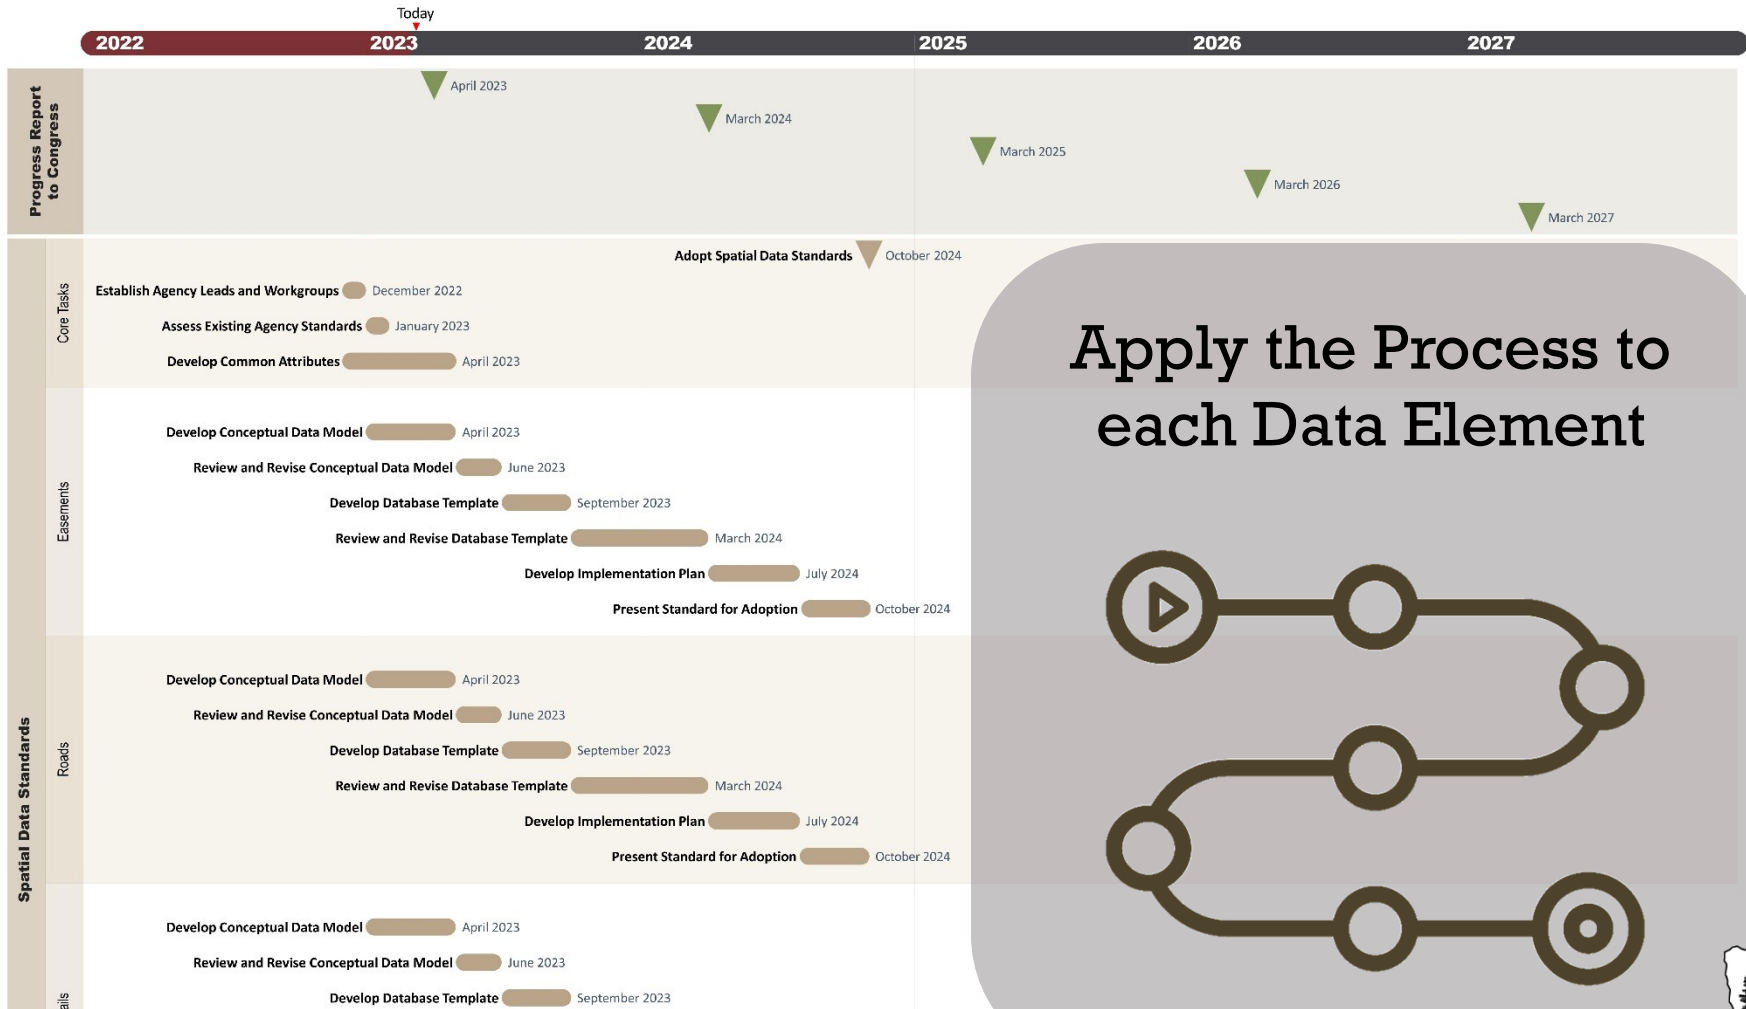 Today
2022 2023 2024 2025 2026 2027
Progress Report
to Congress
April 2023
March 2024
March 2025
March 2026
March 2027
Spatial Data Standards
Core Tasks
Adopt Spatial Data Standards October 2024
Establish Agency Leads and Workgroups December 2022
Assess Existing Agency Standards January 2023
Develop Common Attributes April 2023
Easements
Develop Conceptual Data Model April 2023
Review and Revise Conceptual Data Model June 2023
Develop Database Template September 2023
Review and Revise Database Template March 2024
Develop Implementation Plan July 2024
Present Standard for Adoption October 2024
Roads
Develop Conceptual Data Model April 2023
Review and Revise Conceptual Data Model June 2023
Develop Database Template September 2023
Review and Revise Database Template March 2024
Develop Implementation Plan July 2024
Present Standard for Adoption October 2024
Develop Conceptual Data Model April 2023
Review and Revise Conceptual Data Model June 2023
Develop Database Template September 2023
Apply the Process to
each Data Element